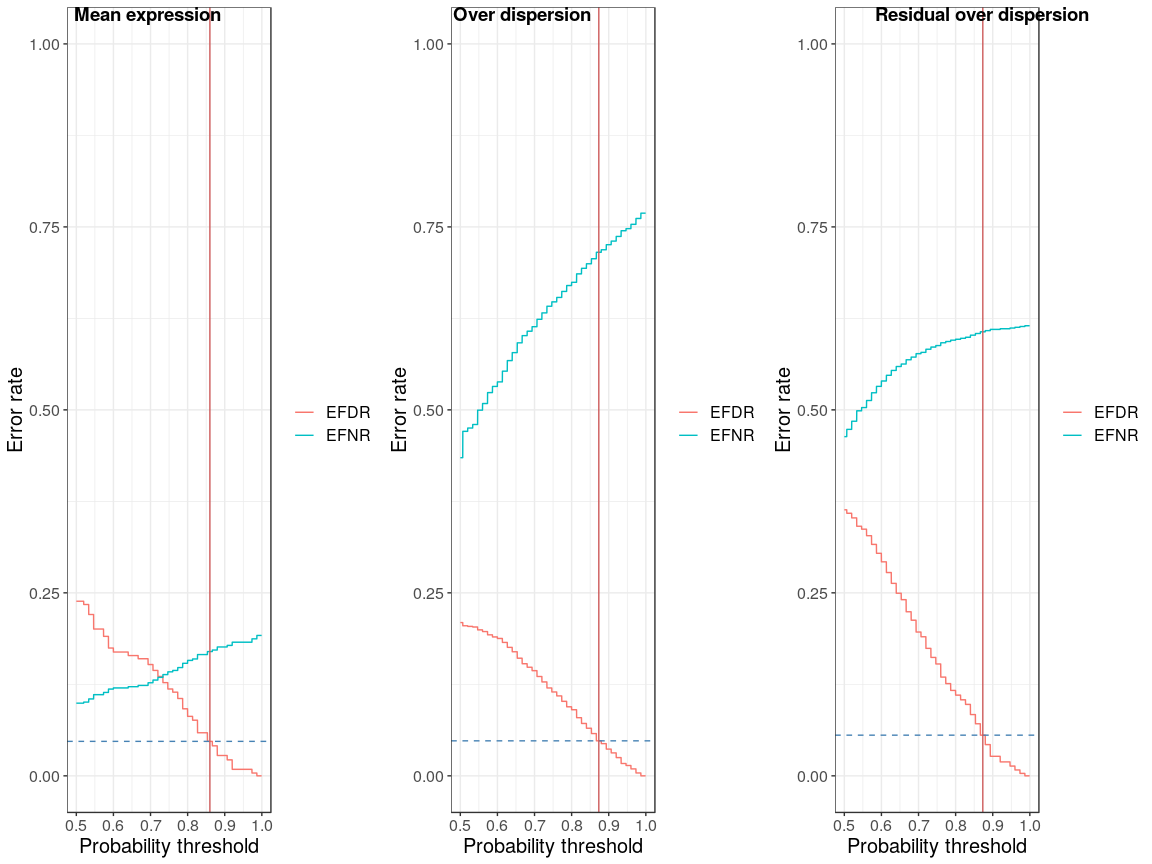 Mean expression
1.00
0.75
0.50
0.25
0.00
Error rate
0.5 0.6 0.7 0.8 0.9 1.0
Probability threshold
EFDR
EFNR
Over dispersion
1.00
0.75
0.50
0.25
0.00
Error rate
0.5 0.6 0.7 0.8 0.9 1.0
Probability threshold
EFDR
EFNR
Residual over dispersion
1.00
0.75
0.50
0.25
0.00
Error rate
0.5 0.6 0.7 0.8 0.9 1.0
Probability threshold
EFDR
EFNR